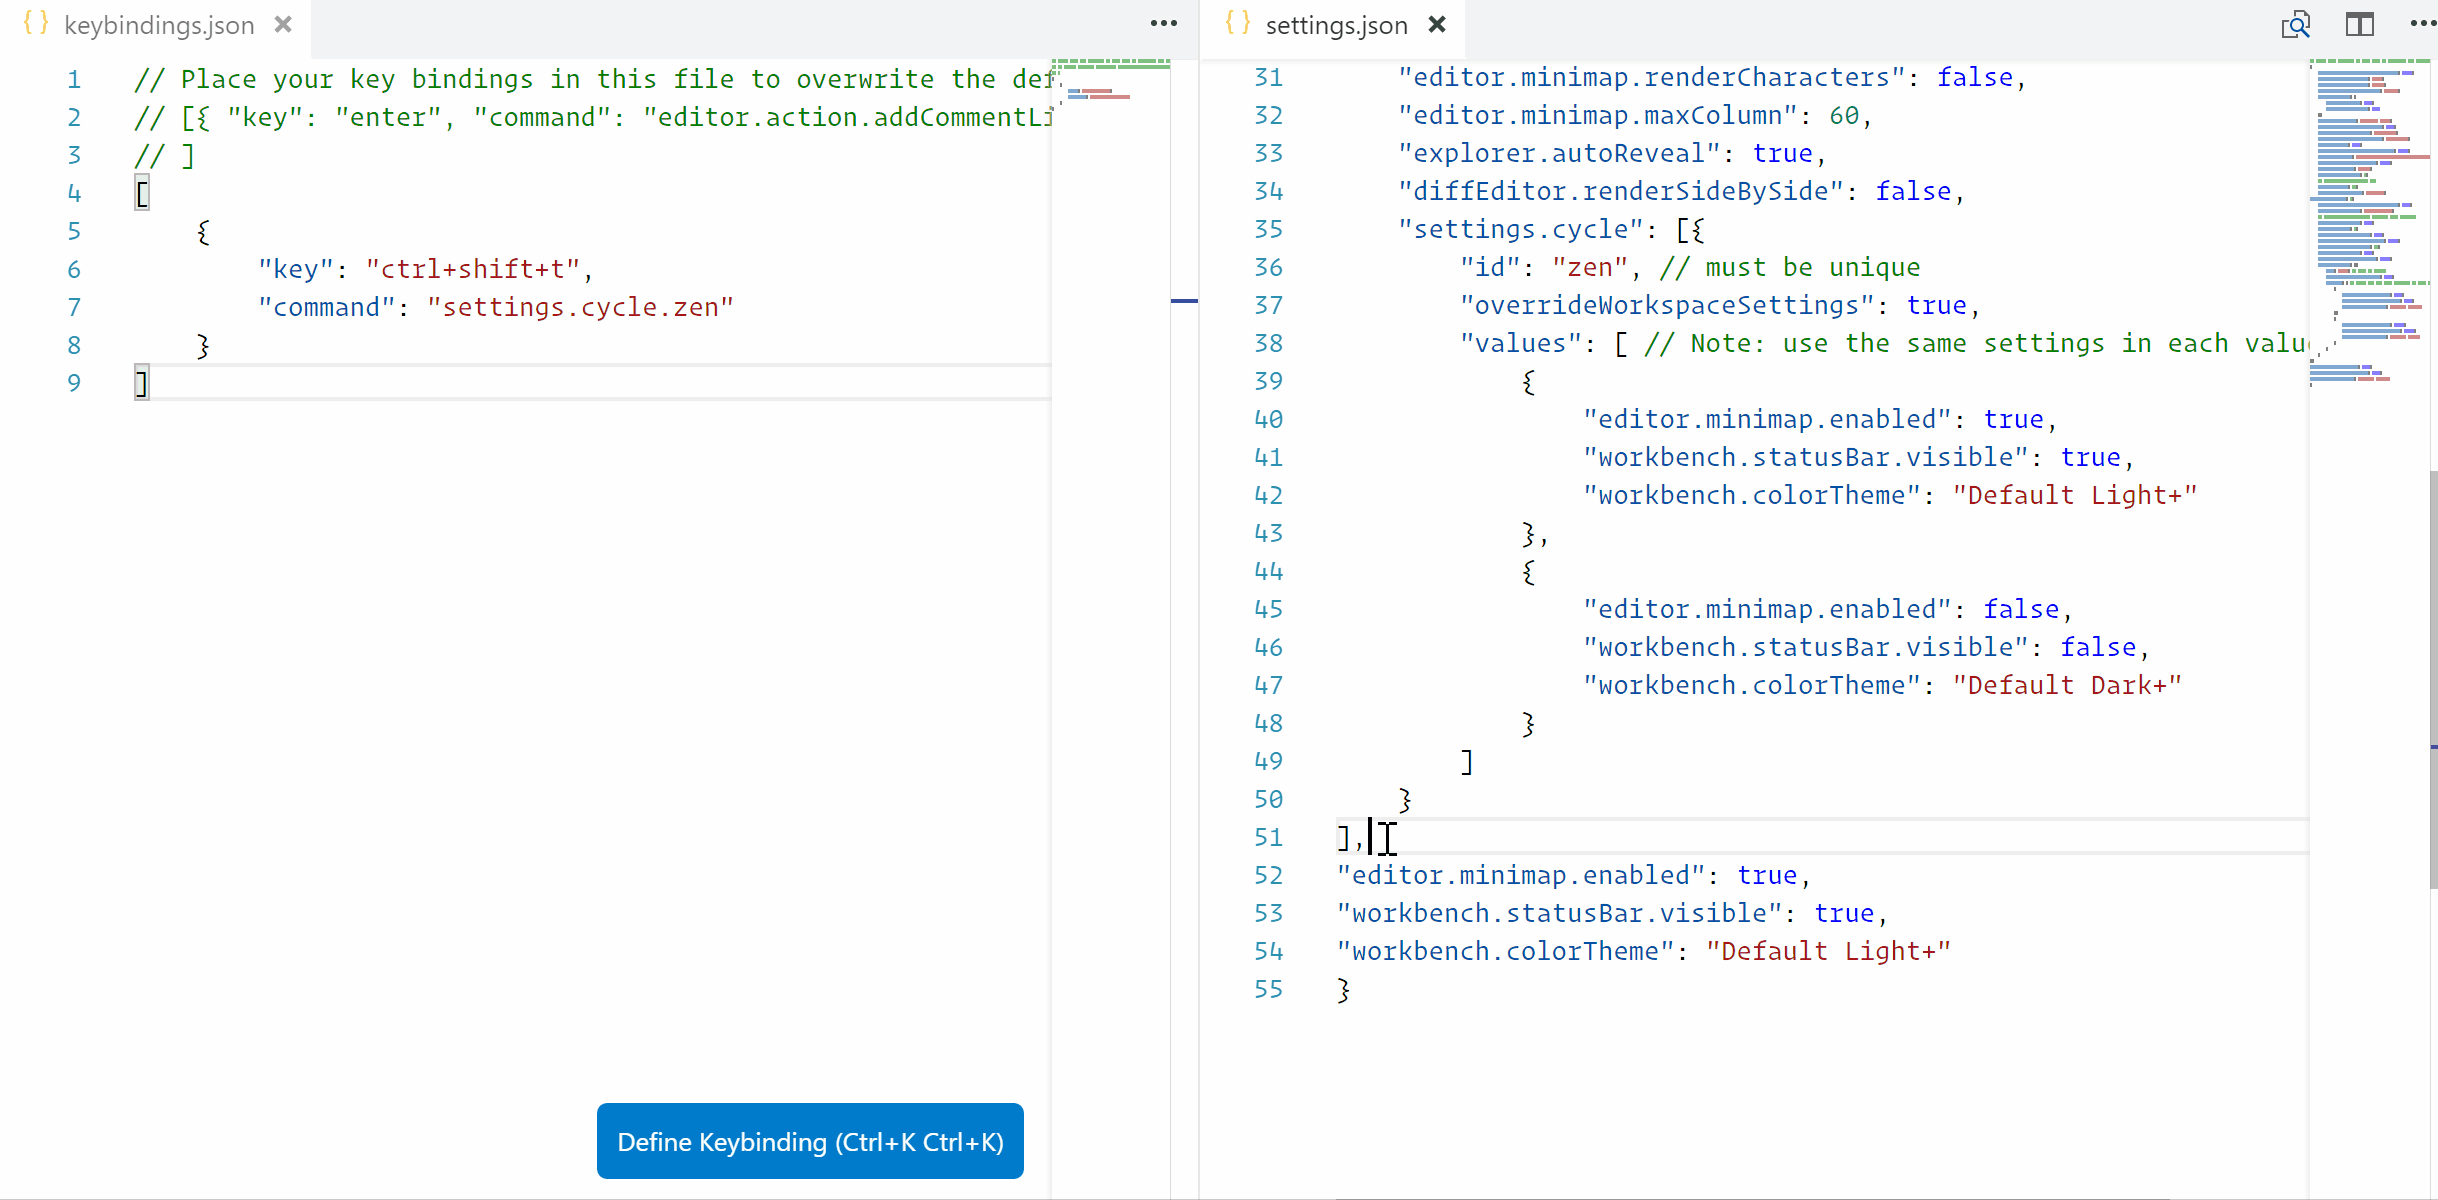 keybindings.json
1 // Place your key bindings in this file to overwrite the def
2 // [{ "key": "enter", "command": "editor.action.addCommentLi
3 // ]
4 [
5 {
6 "key": "ctrl+shift+t",
7 "command": "settings.cycle.zen"
8 }
9 ]
Define Keybinding (Ctrl+K Ctrl+K)
settings.json
31 "editor.minimap.renderCharacters": false,
32 "editor.minimap.maxColumn": 60,
33 "explorer.autoReveal": true,
34 "diffEditor.renderSideBySide": false,
35 "settings.cycle": [{
36 "id": "zen", // must be unique
37 "overrideWorkspaceSettings": true,
38 "values": [ // Note: use the same settings in each valu
39 {
40 "editor.minimap.enabled": true,
41 "workbench.statusBar.visible": true,
42 "workbench.colorTheme": "Default Light+"
43 },
44 {
45 "editor.minimap.enabled": false,
46 "workbench.statusBar.visible": false,
47 "workbench.colorTheme": "Default Dark+"
48 }
49 ]
50 }
51 ],
52 "editor.minimap.enabled": true,
53 "workbench.statusBar.visible": true,
54 "workbench.colorTheme": "Default Light+"
55 }